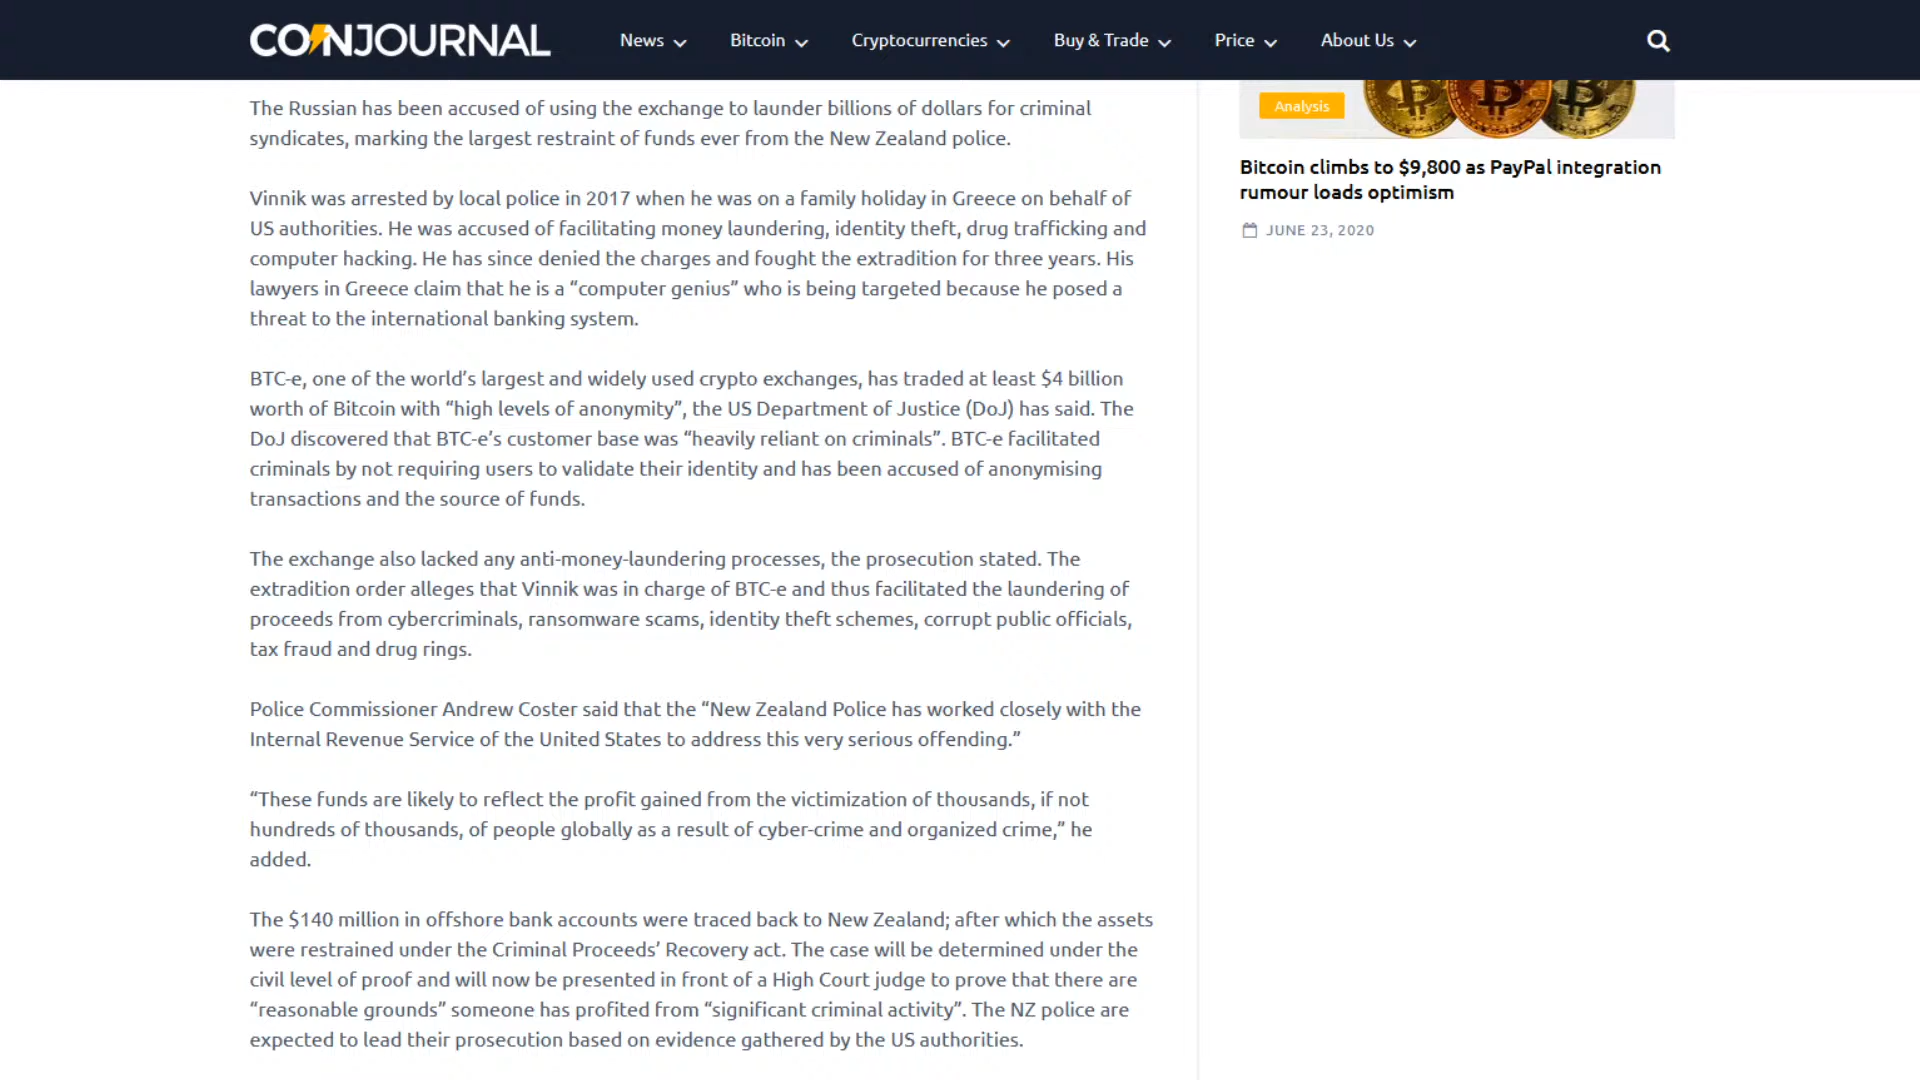 COINJOURNAL
News
Bitcoin
Cryptocurrencies
Buy & Trade
Price
About Us
The Russian has been accused of using the exchange to launder billions of dollars for criminal
syndicates, marking the largest restraint of funds ever from the New Zealand police.
Vinnik was arrested by local police in 2017 when he was on a family holiday in Greece on behalf of
US authorities. He was accused of facilitating money laundering, identity theft, drug trafficking and
computer hacking. He has since denied the charges and fought the extradition for three years. His
lawyers in Greece claim that he is a “computer genius” who is being targeted because he posed a
threat to the international banking system.
BTC-e, one of the world’s largest and widely used crypto exchanges, has traded at least $4 billion
worth of Bitcoin with “high levels of anonymity”, the US Department of Justice (DoJ) has said. The
DoJ discovered that BTC-e’s customer base was “heavily reliant on criminals”. BTC-e facilitated
criminals by not requiring users to validate their identity and has been accused of anonymising
transactions and the source of funds.
The exchange also lacked any anti-money-laundering processes, the prosecution stated. The
extradition order alleges that Vinnik was in charge of BTC-e and thus facilitated the laundering of
proceeds from cybercriminals, ransomware scams, identity theft schemes, corrupt public officials,
tax fraud and drug rings.
Police Commissioner Andrew Coster said that the “New Zealand Police has worked closely with the
Internal Revenue Service of the United States to address this very serious offending.”
“These funds are likely to reflect the profit gained from the victimization of thousands, if not
hundreds of thousands, of people globally as a result of cyber-crime and organized crime,” he
added.
The $140 million in offshore bank accounts were traced back to New Zealand; after which the assets
were restrained under the Criminal Proceeds’ Recovery act. The case will be determined under the
civil level of proof and will now be presented in front of a High Court judge to prove that there are
“reasonable grounds” someone has profited from “significant criminal activity”. The NZ police are
expected to lead their prosecution based on evidence gathered by the US authorities.
Analysis
Bitcoin climbs to $9,800 as PayPal integration
rumour loads optimism
JUNE 23, 2020